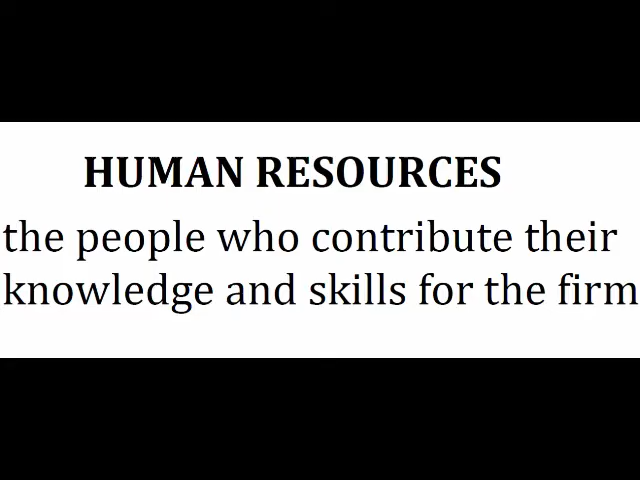 HUMAN RESOURCES
the people who contribute their
knowledge and skills for the firm